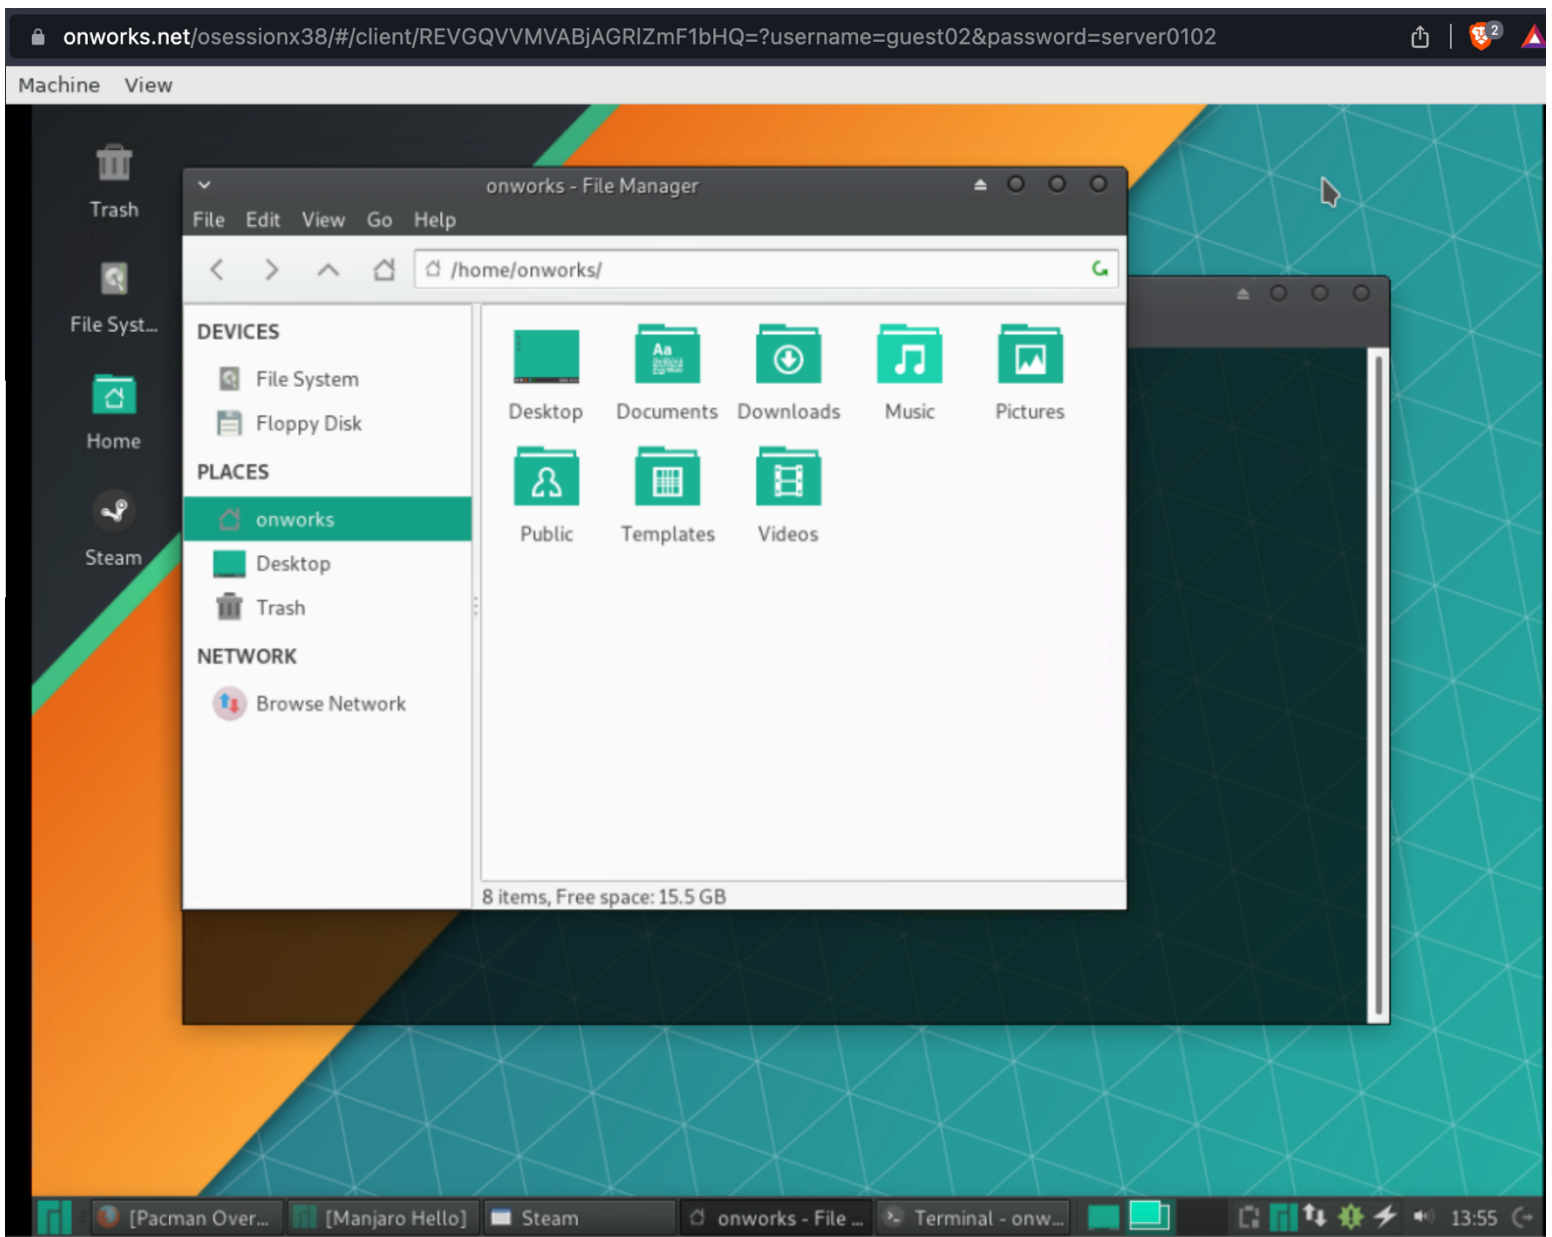 onworks.net/osessionx38/#/client/REVGQVVMVABjAGRlZmF1bHQ=?username=guest02&password=server0102
2
Machine View
Trash
File Syst...
Home
Steam
onworks - File Manager
File Edit View Go Help
/home/onworks/
DEVICES
File System
Floppy Disk
PLACES
onworks
Desktop
Trash
NETWORK
Browse Network
Desktop Documents Downloads Music Pictures
Aa
Public Templates Videos
8 items, Free space: 15.5 GB
[Pacman Over... [Manjaro Hello] Steam onworks - File ... Terminal - onw... 13:55